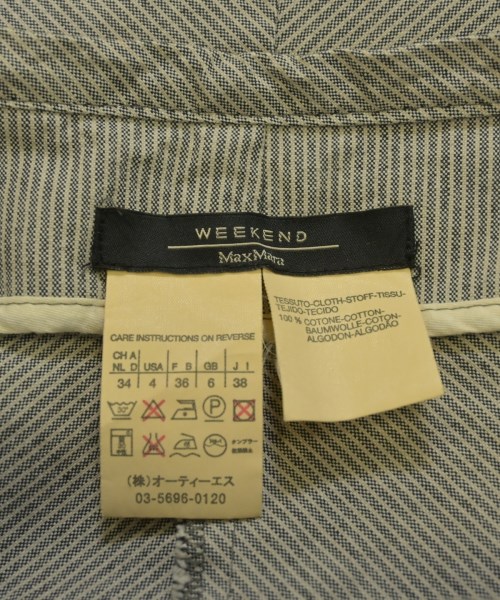 WEEKEND
MaxMara
CARE INSTRUCTIONS ON REVERSE
CH A USA F B GB J I
NL D
34 4 36 6 38
P
(株)オーティーエス
03-5696-0120
TESSUTO-CLOTH-STOFF-TISSU-
TEJIDO-TECIDO
100 % COTONE-COTTON-
BAUMWOLLE-COTON-
ALGODON-ALGODÃO